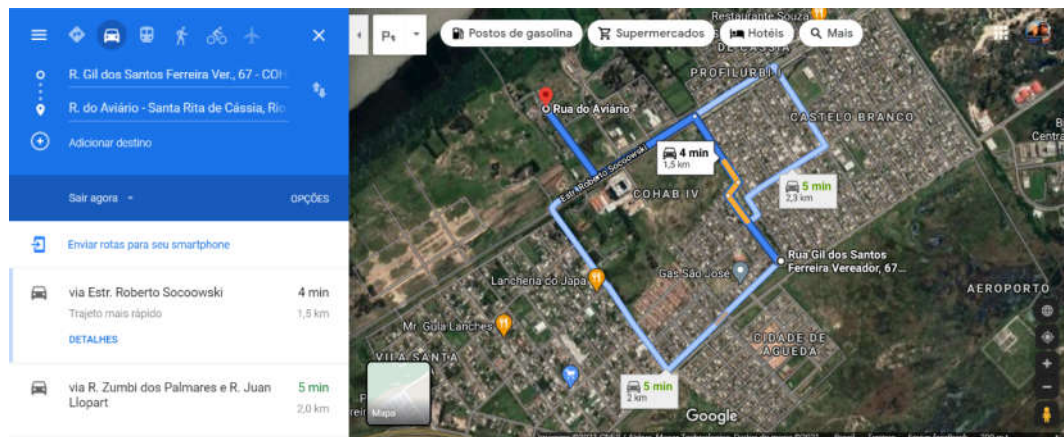 R. Gil dos Santos Ferreira Ver., 67 - COH
R. do Aviário - Santa Rita de Cássia, Rio
Adicionar destino
Sair agora
OPÇÕES
Enviar rotas para seu smartphone
via Estr. Roberto Socoowski
4 min
Trajeto mais rápido
1,5 km
DETALHES
via R. Zumbi dos Palmares e R. Juan
Llopart
5 min
2,0 km
Postos de gasolina
Supermercados
Hotéis
Mais
Restaurante Souza
DE CÁSSIA
PROFILURB I
CASTELO BRANCO
Rua do Aviário
4 min
1,5 km
Estr. Roberto Socoowski
COHAB IV
5 min
2,3 km
Rua Gil dos Santos
Ferreira Vereador, 67...
Gas São José
Lancheria do Japa
AEROPORTO
Mr. Gula Lanches
CIDADE DE
ÁGUEDA
VILA SANTA
5 min
2 km
Mapa
Google